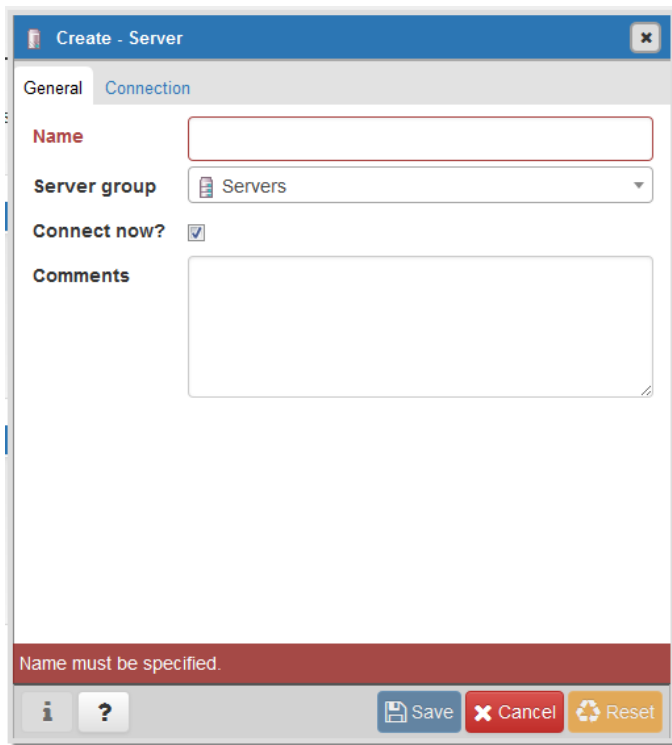 Create - Server
General Connection
Name
Server group Servers
Connect now?
Comments
Name must be specified.
i ? Save Cancel Reset